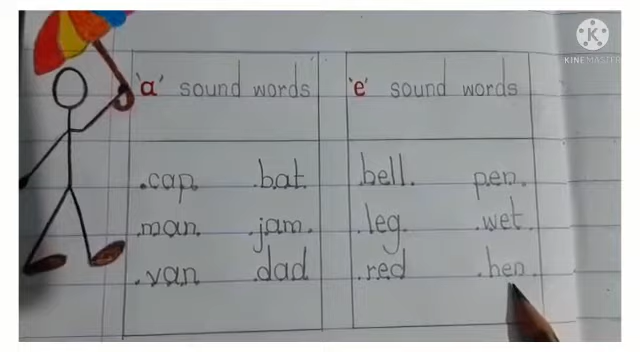 'a' sound words 'e' sound words
.cap. .bat. .bell. pen.
.man. .jam. .leg. .wet.
.van .dad .red .hen.
K
KINEMASTER